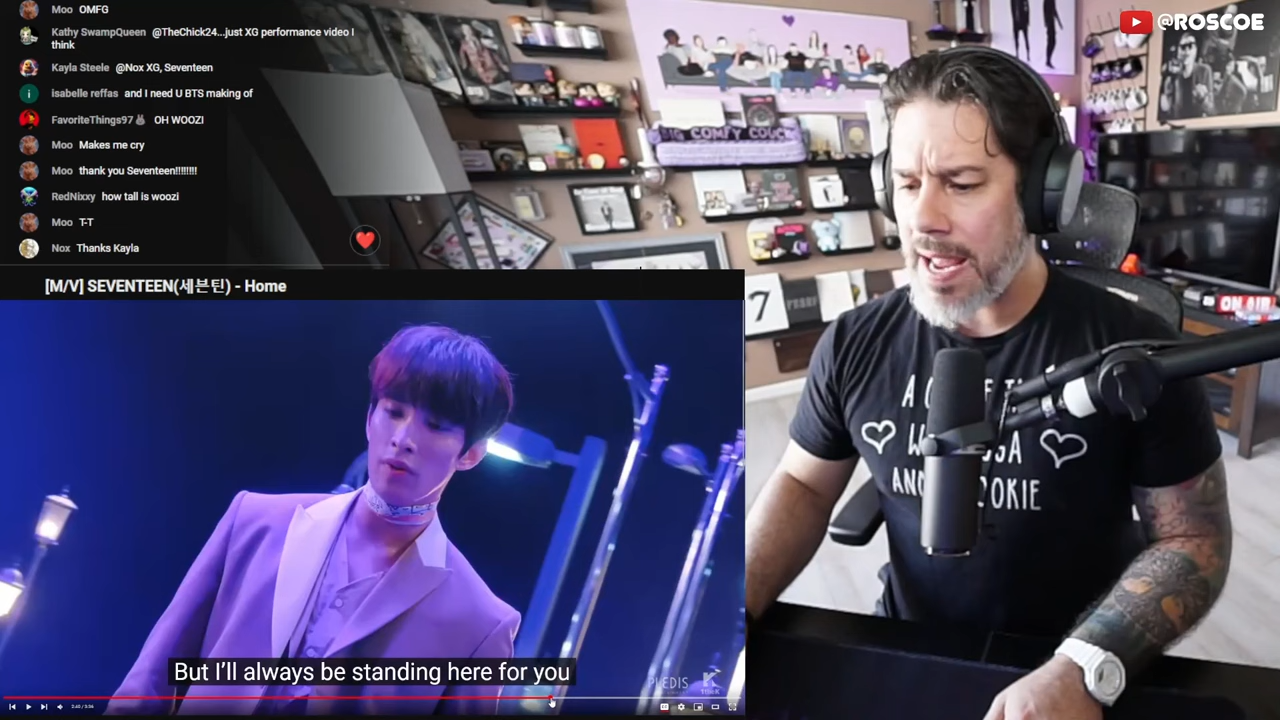 Moo OMFG
Kathy SwampQueen @TheChick24...just XG performance video I
think
Kayla Steele @Nox XG, Seventeen
isabelle reffas and I need U BTS making of
FavoriteThings97 OH WOOZI
Moo Makes me cry
Moo thank you Seventeen!!!!!!!!
RedNixxy how tall is woozi
Moo T-T
Nox Thanks Kayla
[M/V] SEVENTEEN(세븐틴) - Home
But I'll always be standing here for you
PLEDIS
@ROSCOE
BIG COMFY COUCH
7
PROOF
ON AIR